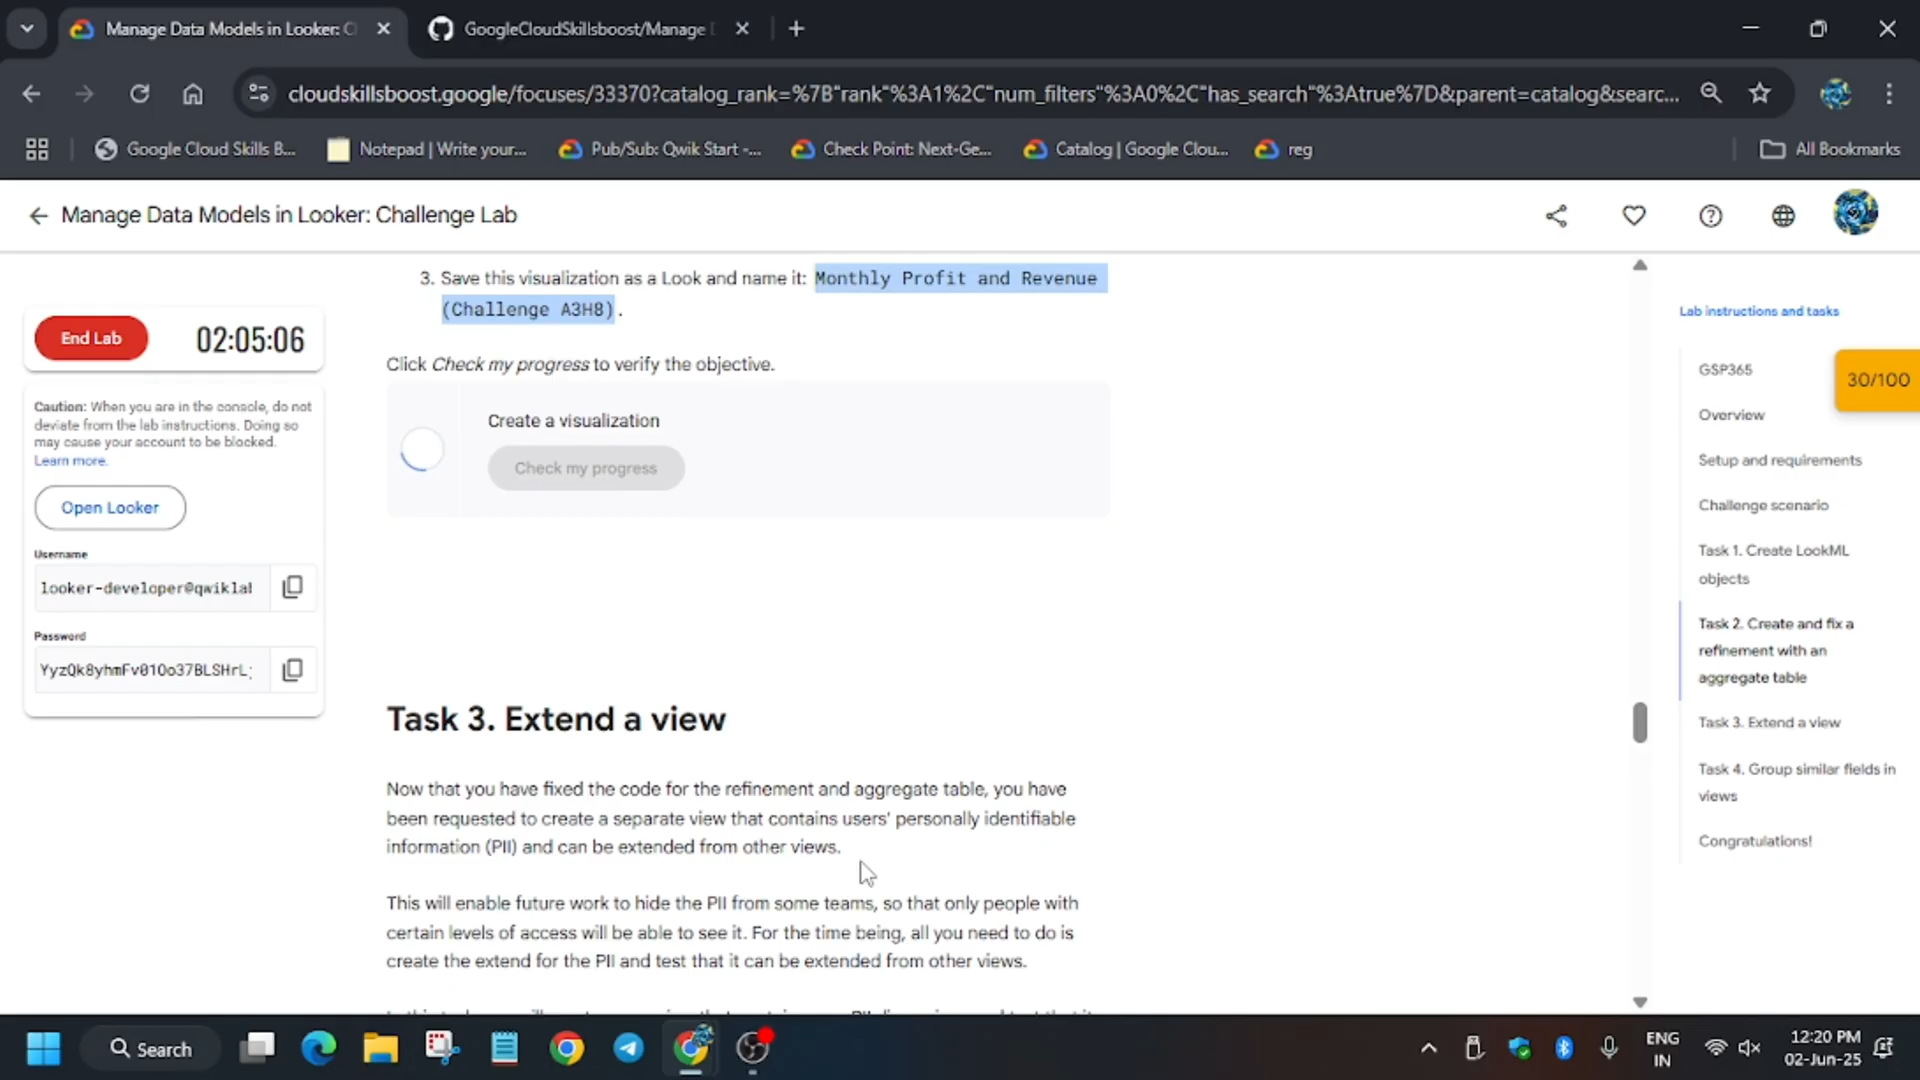 Manage Data Models in Looker: C
GoogleCloudSkillsboost/Manage D
cloudskillsboost.google/focuses/33370?catalog_rank=%7B"rank"%3A1%2C"num_filters"%3A0%2C"has_search"%3Atrue%7D&parent=catalog&searc...
Google Cloud Skills B...
Notepad | Write your...
Pub/Sub: Qwik Start -...
Check Point: Next-Ge...
Catalog | Google Clou...
reg
All Bookmarks
Manage Data Models in Looker: Challenge Lab
End Lab
02:05:06
Caution: When you are in the console, do not
deviate from the lab instructions. Doing so
may cause your account to be blocked.
Learn more.
Open Looker
Username
looker-developer@qwiklal
Password
YyzQk8yhmFv01Oo37BLSHrL;
3. Save this visualization as a Look and name it: Monthly Profit and Revenue
(Challenge A3H8).
Click Check my progress to verify the objective.
Create a visualization
Check my progress
Task 3. Extend a view
Now that you have fixed the code for the refinement and aggregate table, you have
been requested to create a separate view that contains users' personally identifiable
information (PII) and can be extended from other views.
This will enable future work to hide the PII from some teams, so that only people with
certain levels of access will be able to see it. For the time being, all you need to do is
create the extend for the PII and test that it can be extended from other views.
Lab instructions and tasks
GSP365
30/100
Overview
Setup and requirements
Challenge scenario
Task 1. Create LookML
objects
Task 2. Create and fix a
refinement with an
aggregate table
Task 3. Extend a view
Task 4. Group similar fields in
views
Congratulations!
Search
ENG
IN
12:20 PM
02-Jun-25